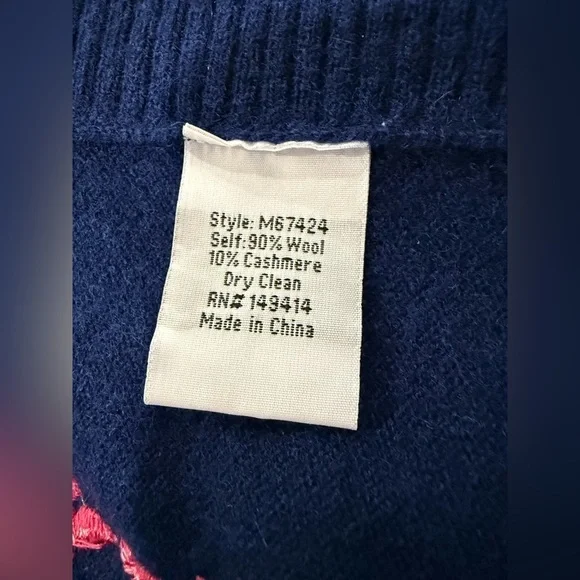 Style: M67424
Self:90% Wool
10% Cashmere
Dry Clean
RN# 149414
Made in China